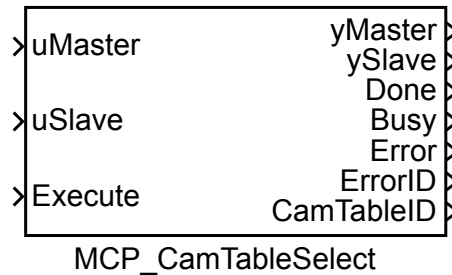 uMaster
uSlave
Execute
yMaster
ySlave
Done
Busy
Error
ErrorID
CamTableID
MCP_CamTableSelect